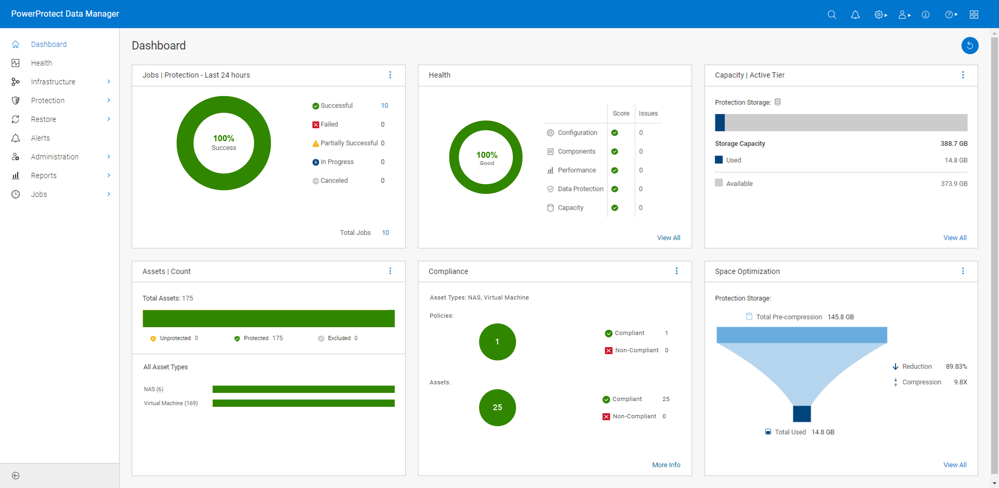 PowerProtect Data Manager
Dashboard
Health
Infrastructure
Protection
Restore
Alerts
Administration
Reports
Jobs
Dashboard
Jobs | Protection - Last 24 hours
100%
Success
Successful 10
Failed 0
Partially Successful 0
In Progress 0
Canceled 0
Total Jobs 10
Health
100%
Good
Score Issues
Configuration 0
Components 0
Performance 0
Data Protection 0
Capacity 0
View All
Capacity | Active Tier
Protection Storage:
Storage Capacity 388.7 GB
Used 14.8 GB
Available 373.9 GB
View All
Assets | Count
Total Assets: 175
Unprotected 0 Protected 175 Excluded 0
All Asset Types
NAS (6)
Virtual Machine (169)
Compliance
Asset Types: NAS, Virtual Machine
Policies:
1
Compliant 1
Non-Compliant 0
Assets:
25
Compliant 25
Non-Compliant 0
More Info
Space Optimization
Protection Storage:
Total Pre-compression 145.8 GB
Reduction 89.83%
Compression 9.8X
Total Used 14.8 GB
View All